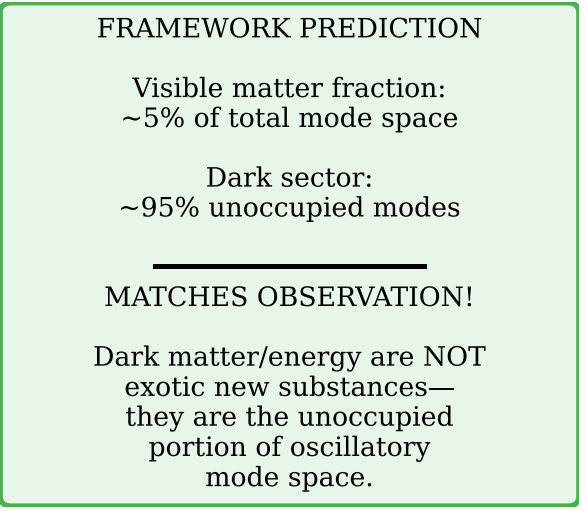 FRAMEWORK PREDICTION
Visible matter fraction:
~5% of total mode space
Dark sector:
~95% unoccupied modes
MATCHES OBSERVATION!
Dark matter/energy are NOT
exotic new substances—
they are the unoccupied
portion of oscillatory
mode space.